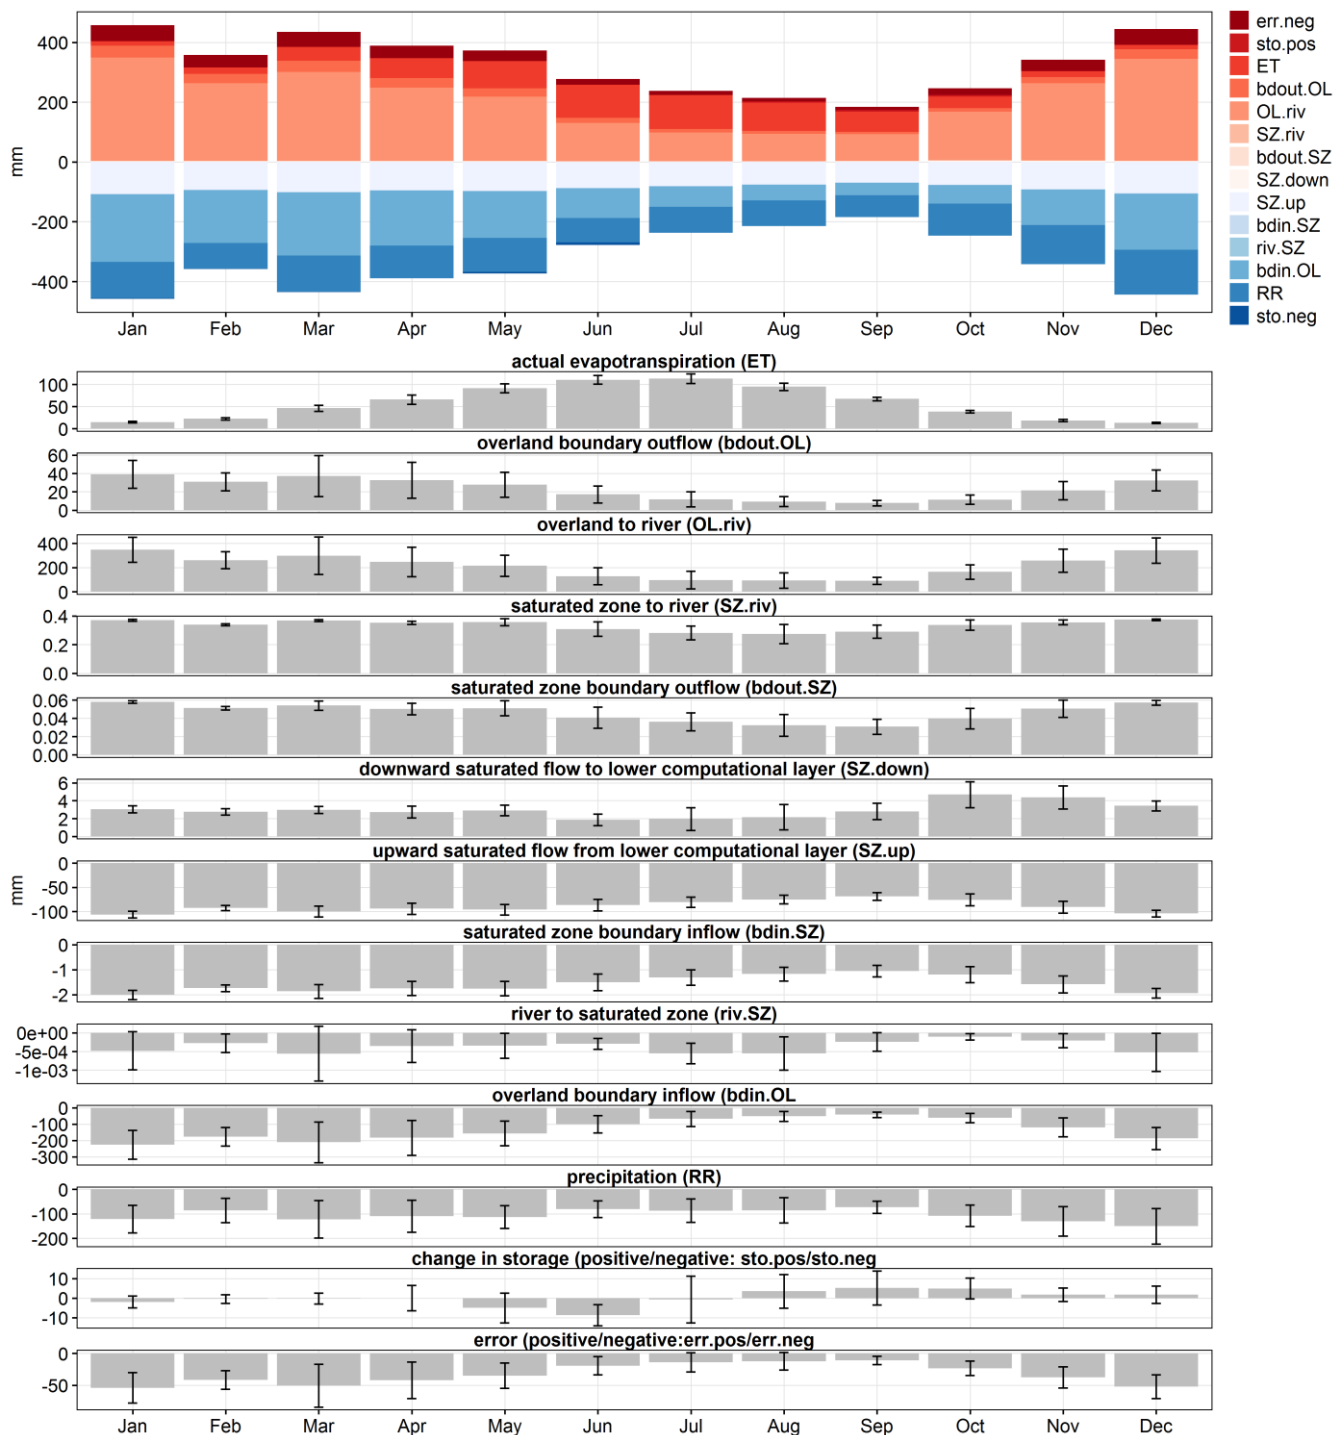 mm
400
200
0
-200
-400
Jan Feb Mar Apr May Jun Jul Aug Sep Oct Nov Dec
err.neg
sto.pos
ET
bdout.OL
OL.riv
SZ.riv
bdout.SZ
SZ.down
SZ.up
bdin.SZ
riv.SZ
bdin.OL
RR
sto.neg
actual evapotranspiration (ET)
100
50
0
overland boundary outflow (bdout.OL)
60
40
20
0
overland to river (OL.riv)
400
200
0
saturated zone to river (SZ.riv)
0.4
0.2
0.0
saturated zone boundary outflow (bdout.SZ)
0.06
0.04
0.02
0.00
downward saturated flow to lower computational layer (SZ.down)
6
4
2
0
upward saturated flow from lower computational layer (SZ.up)
mm
0
-50
-100
saturated zone boundary inflow (bdin.SZ)
0
-1
-2
river to saturated zone (riv.SZ)
0e+00
-5e-04
-1e-03
overland boundary inflow (bdin.OL
0
-100
-200
-300
precipitation (RR)
0
-100
-200
change in storage (positive/negative: sto.pos/sto.neg
10
0
-10
error (positive/negative:err.pos/err.neg
0
-50
Jan Feb Mar Apr May Jun Jul Aug Sep Oct Nov Dec